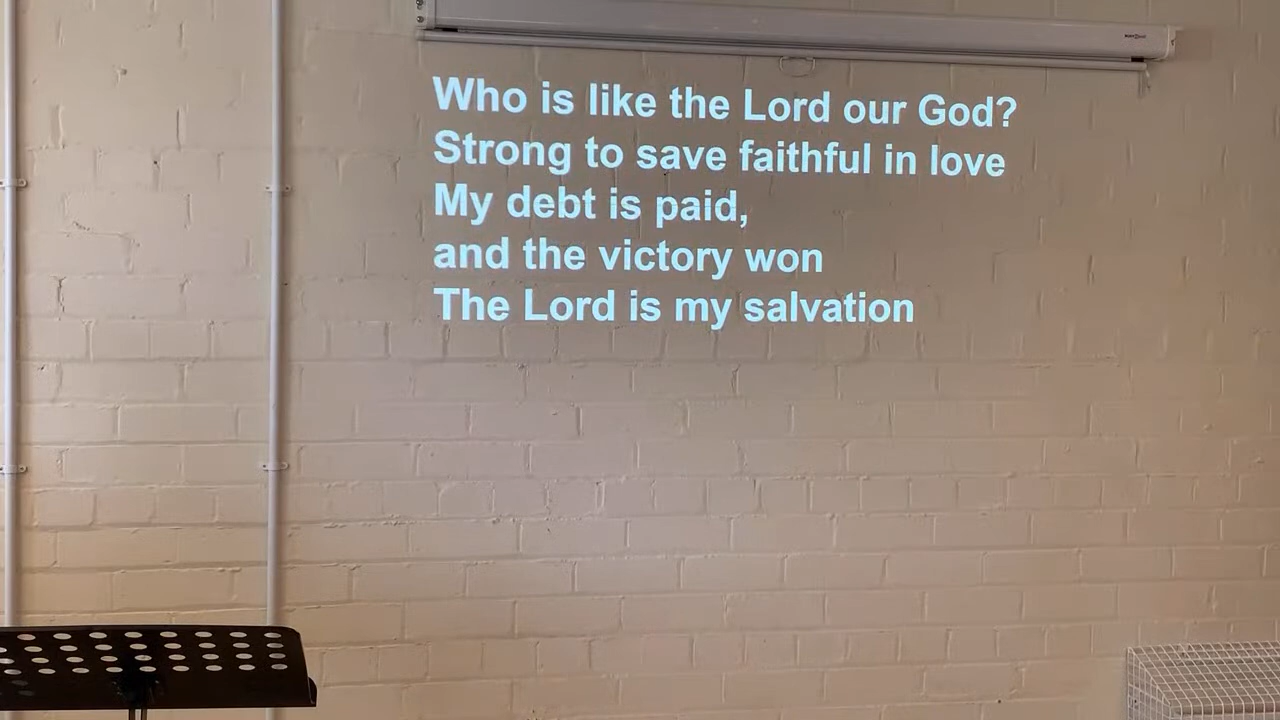 Who is like the Lord our God?
Strong to save faithful in love
My debt is paid,
and the victory won
The Lord is my salvation